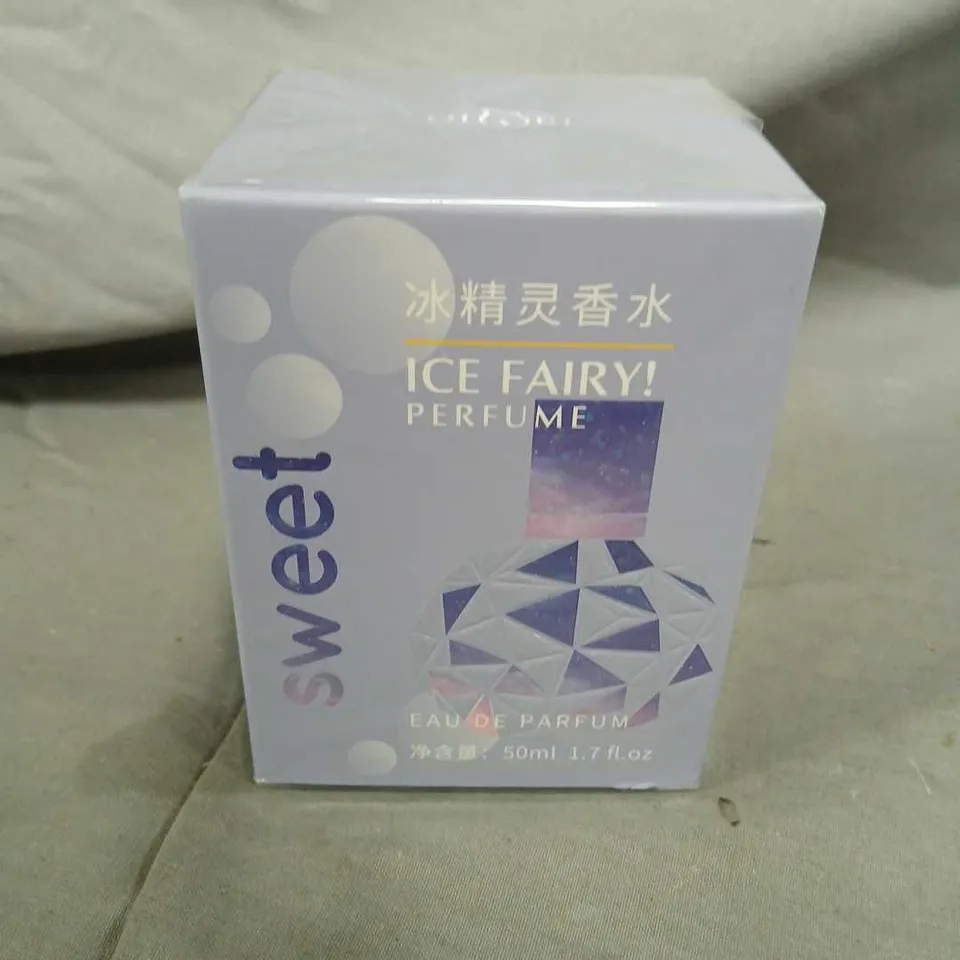 冰精灵香水
ICE FAIRY!
PERFUME
sweet
EAU DE PARFUM
净含量：50ml 1.7 fl.oz